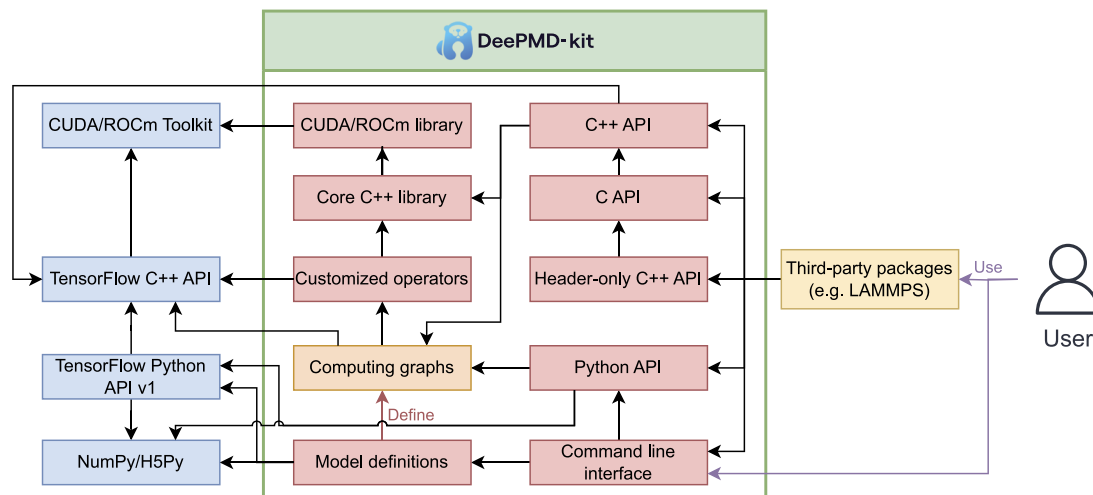 DeePMD-kit
CUDA/ROCm Toolkit
CUDA/ROCm library
C++ API
Core C++ library
C API
TensorFlow C++ API
Customized operators
Header-only C++ API
Third-party packages
(e.g. LAMMPS)
Use
User
TensorFlow Python
API v1
Computing graphs
Python API
Define
NumPy/H5Py
Model definitions
Command line
interface